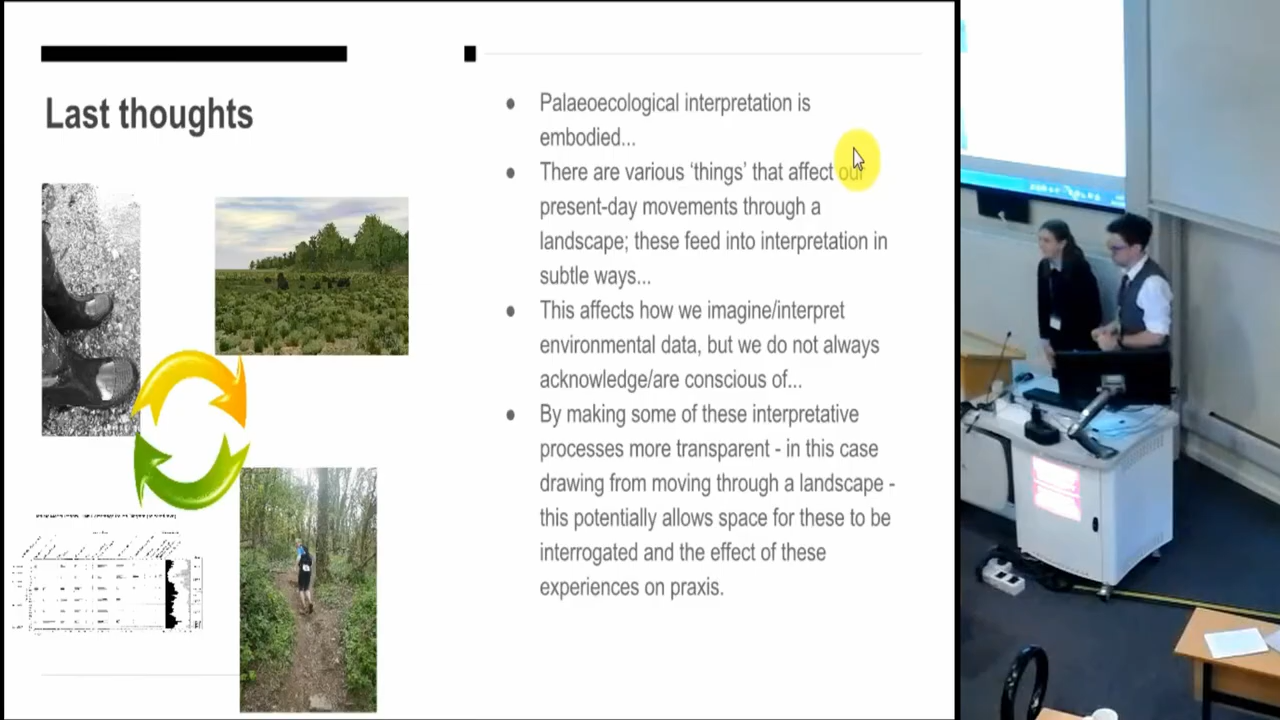 Last thoughts
● Palaeoecological interpretation is
embodied...
● There are various ‘things’ that affect our
present-day movements through a
landscape; these feed into interpretation in
subtle ways...
● This affects how we imagine/interpret
environmental data, but we do not always
acknowledge/are conscious of...
● By making some of these interpretative
processes more transparent - in this case
drawing from moving through a landscape -
this potentially allows space for these to be
interrogated and the effect of these
experiences on praxis.